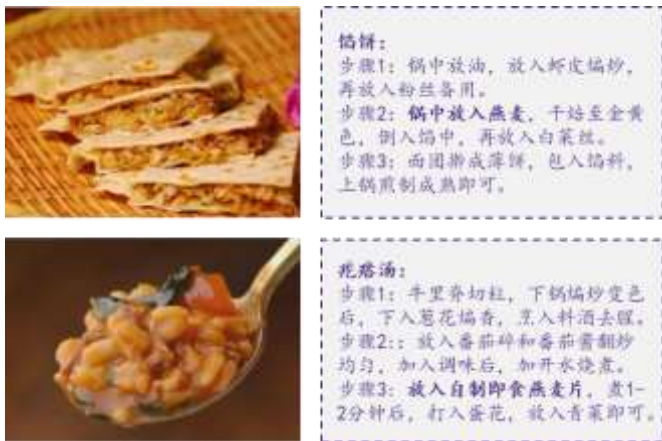 馅饼：
步骤1：锅中放油，放入虾皮煸炒，
再放入粉丝备用。
步骤2：锅中放入燕麦，干焙至金黄
色，倒入馅中，再放入白菜丝。
步骤3：面团擀成薄饼，包入馅料，
上锅煎制成熟即可。
疙瘩汤：
步骤1：牛里脊切粒，下锅煸炒变色
后，下入葱花煸香，烹入料酒去腥。
步骤2:：放入番茄碎和番茄酱翻炒
均匀，加入调味后，加开水烧煮。
步骤3：放入自制即食燕麦片，煮1-
2分钟后，打入蛋花，放入青菜即可。